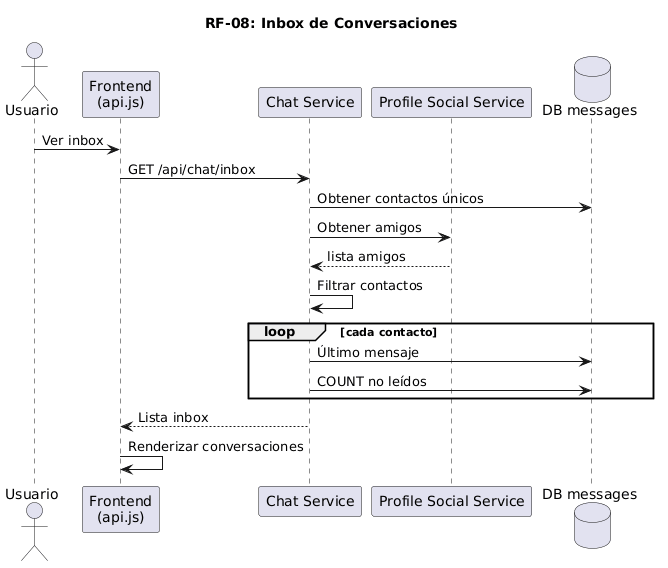 RF-08: Inbox de Conversaciones
Usuario
Frontend
(api.js)
Chat Service
Profile Social Service
DB messages
Ver inbox
GET /api/chat/inbox
Obtener contactos únicos
Obtener amigos
lista amigos
Filtrar contactos
loop [cada contacto]
Último mensaje
COUNT no leídos
Lista inbox
Renderizar conversaciones
Usuario
Frontend
(api.js)
Chat Service
Profile Social Service
DB messages